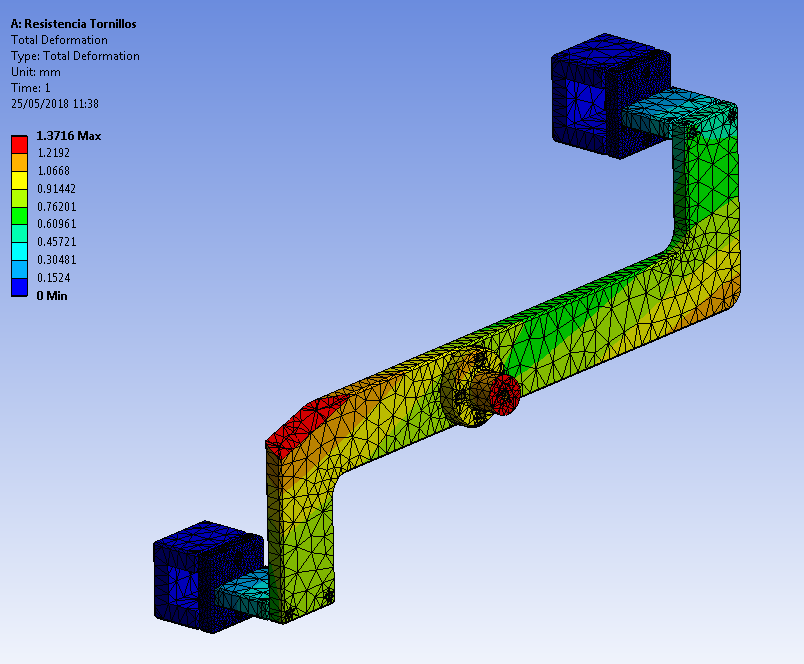 A: Resistencia Tornillos
Total Deformation
Type: Total Deformation
Unit: mm
Time: 1
25/05/2018 11:38
1.3716 Max
1.2192
1.0668
0.91442
0.76201
0.60961
0.45721
0.30481
0.1524
0 Min